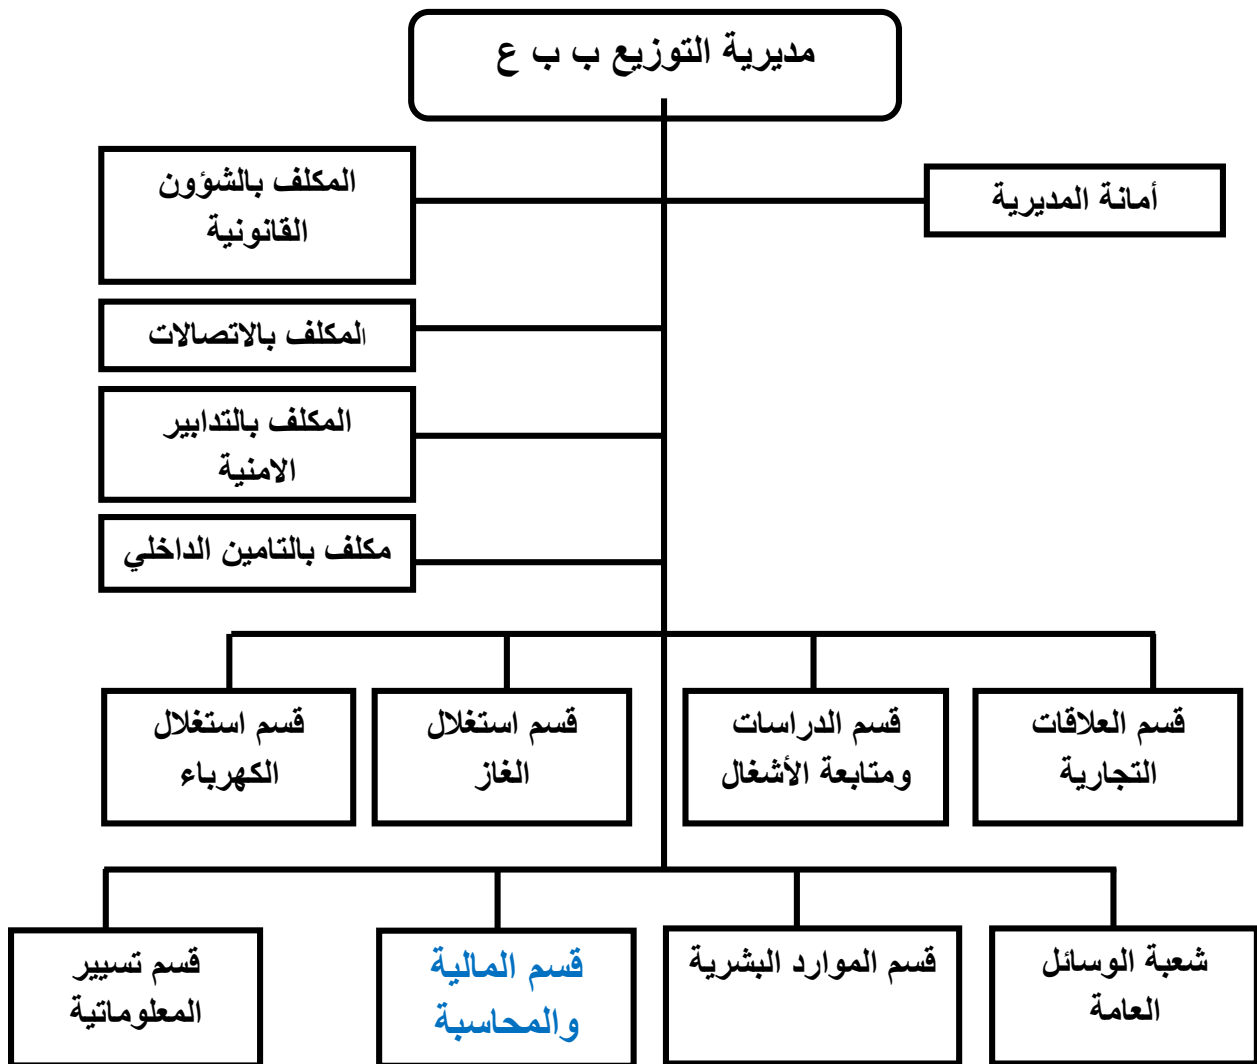 مديرية التوزيع ب ب ع
أمانة المديرية
المكلف بالشؤون
القانونية
المكلف بالاتصالات
المكلف بالتدابير
الامنية
مكلف بالتامين الداخلي
قسم العلاقات
التجارية
قسم الدراسات
ومتابعة الأشغال
قسم استغلال
الغاز
قسم استغلال
الكهرباء
شعبة الوسائل
العامة
قسم الموارد البشرية
قسم المالية
والمحاسبة
قسم تسيير
المعلوماتية